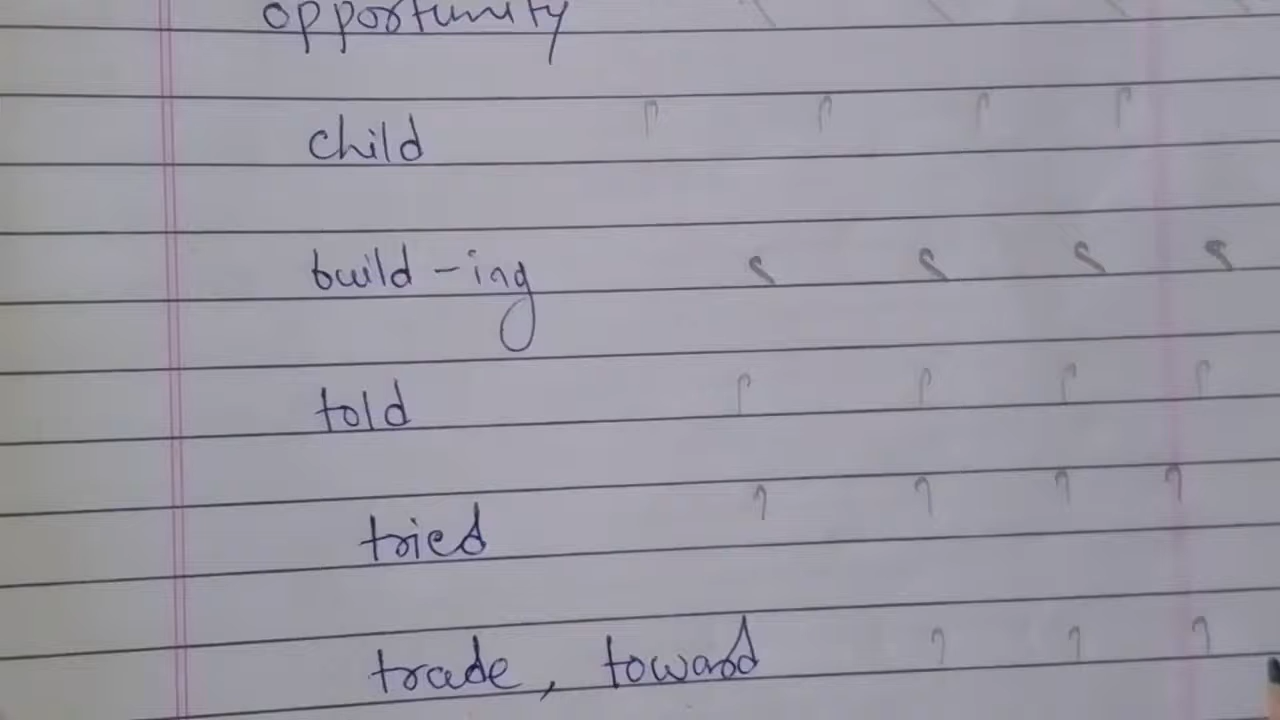 opportunity
child
build-ing
told
tried
trade, toward